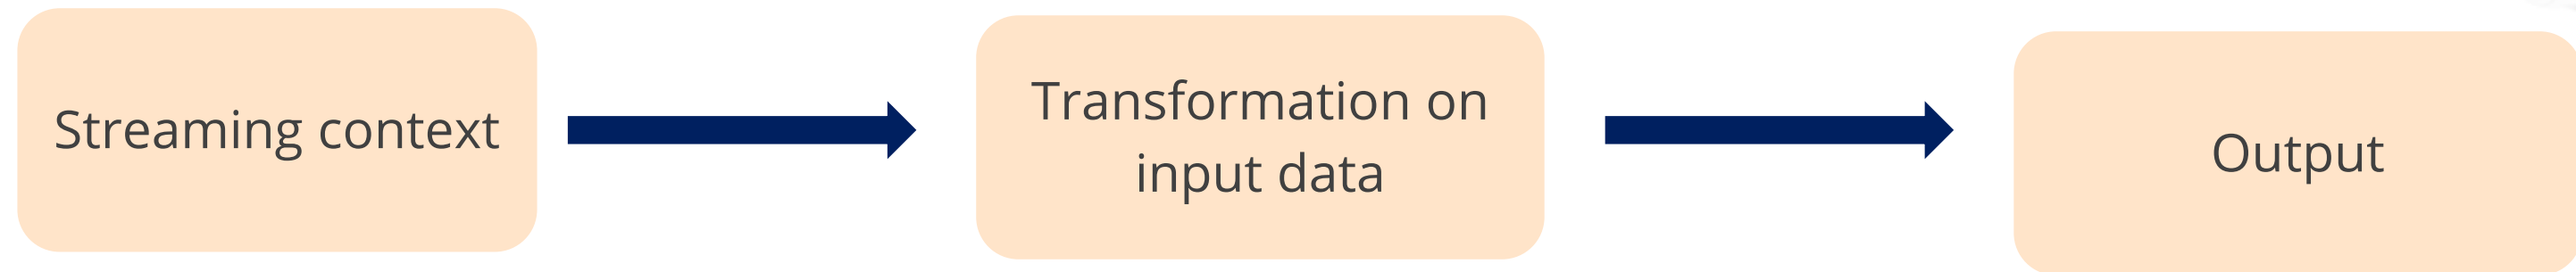 Streaming context
Transformation on
input data
Output